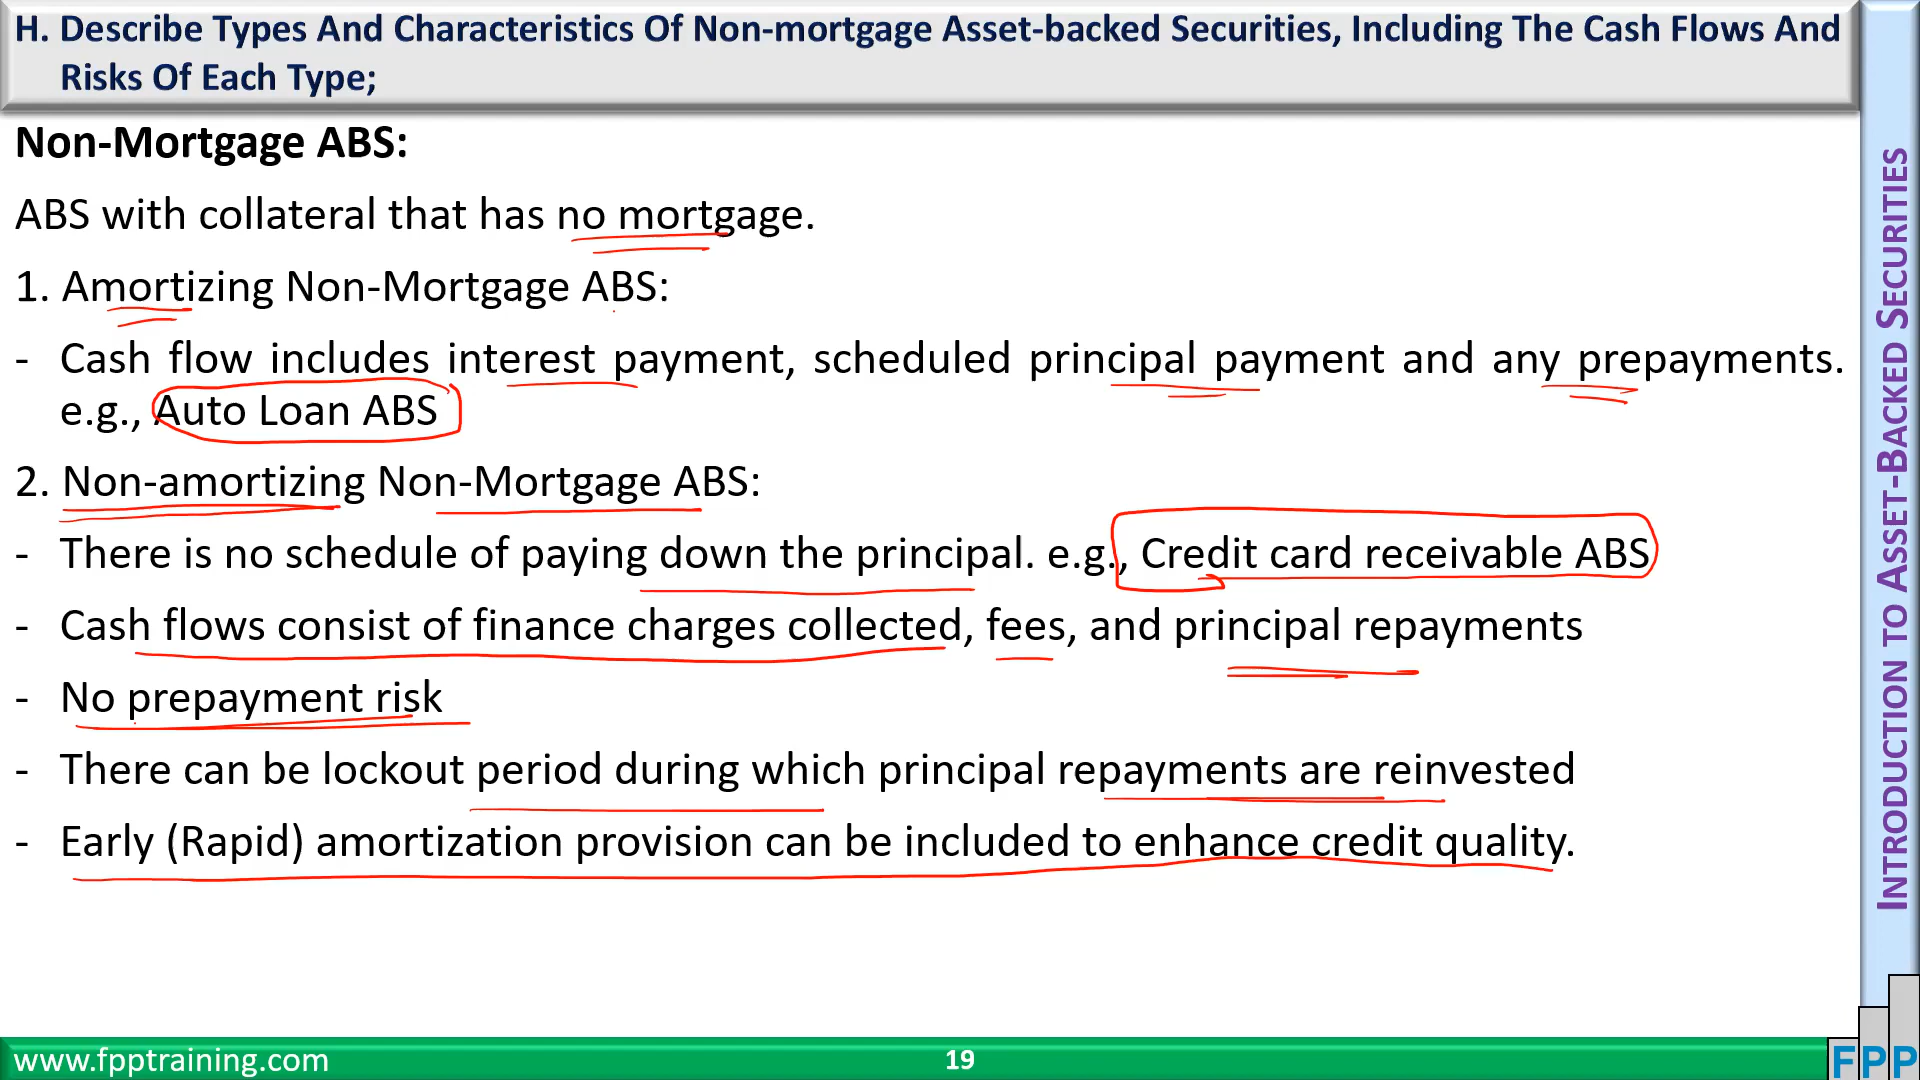 H. Describe Types And Characteristics Of Non-mortgage Asset-backed Securities, Including The Cash Flows And
Risks Of Each Type;
Non-Mortgage ABS:
ABS with collateral that has no mortgage.
1. Amortizing Non-Mortgage ABS:
- Cash flow includes interest payment, scheduled principal payment and any prepayments.
e.g., Auto Loan ABS
2. Non-amortizing Non-Mortgage ABS:
- There is no schedule of paying down the principal. e.g., Credit card receivable ABS
- Cash flows consist of finance charges collected, fees, and principal repayments
- No prepayment risk
- There can be lockout period during which principal repayments are reinvested
- Early (Rapid) amortization provision can be included to enhance credit quality.
INTRODUCTION TO ASSET-BACKED SECURITIES
www.fpptraining.com
19
FPP